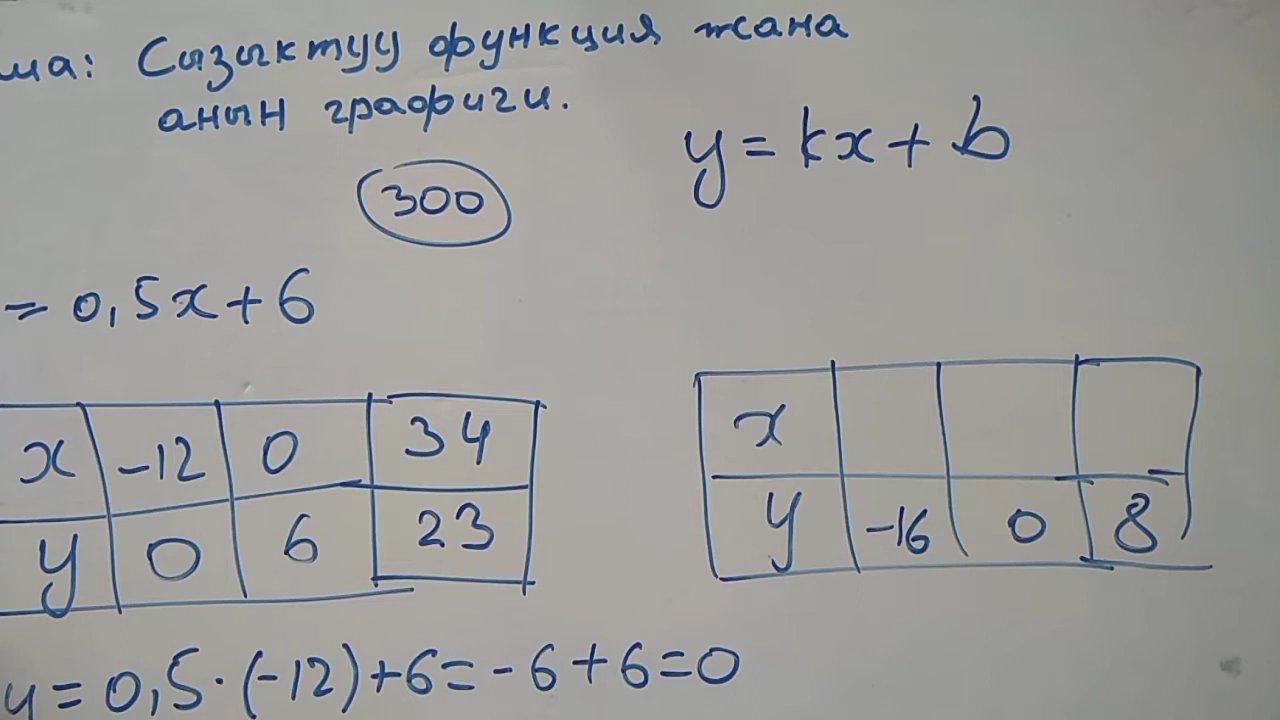 ма: Сызыктуу функция жана
анын графиги.
y = kx + b
300
= 0,5x + 6
x -12 0 34
y 0 6 23
x
y -16 0 8
y = 0,5 · (-12) + 6 = -6 + 6 = 0